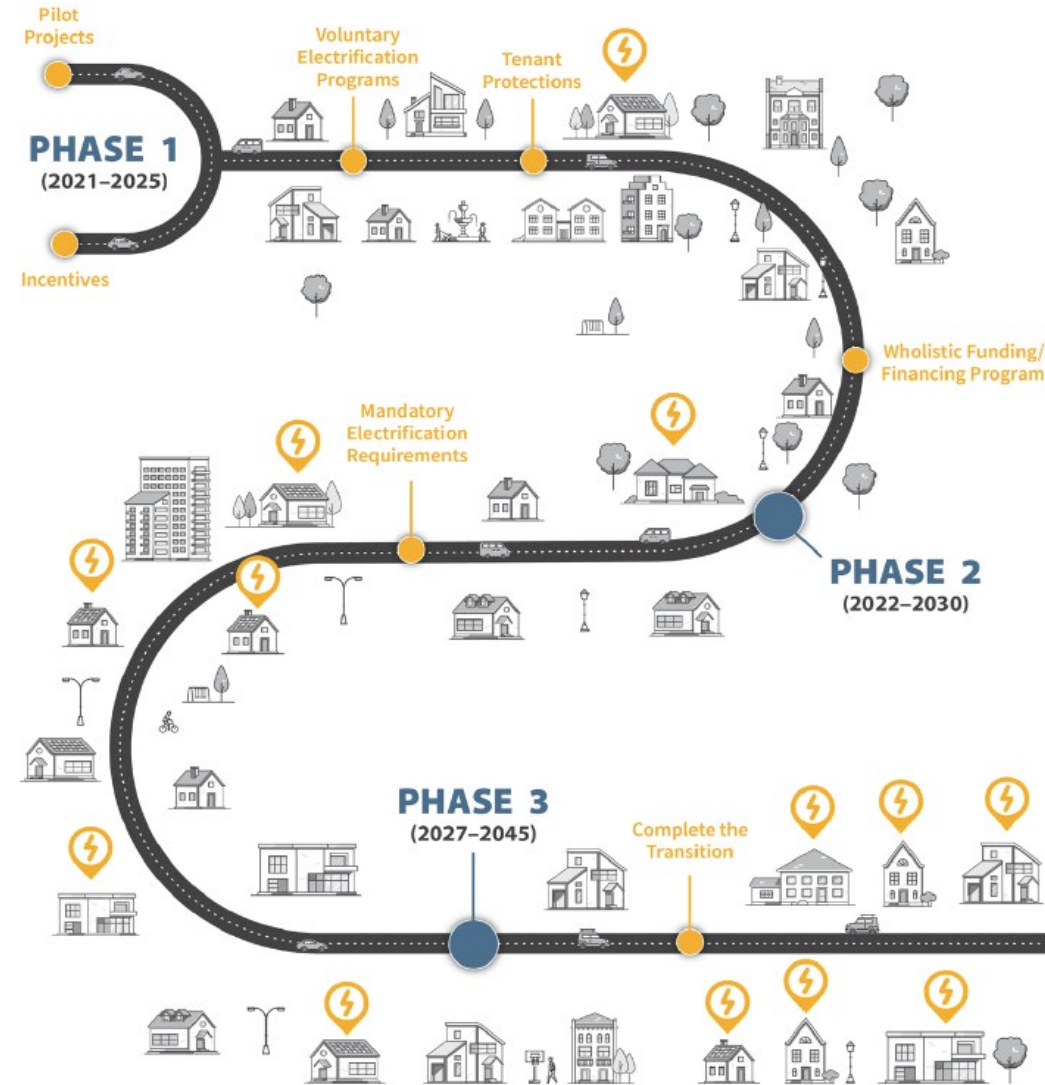 Pilot
Projects
PHASE 1
(2021–2025)
Incentives
Voluntary
Electrification
Programs
Tenant
Protections
Wholistic Funding/
Financing Program
PHASE 2
(2022–2030)
Mandatory
Electrification
Requirements
PHASE 3
(2027–2045)
Complete the
Transition